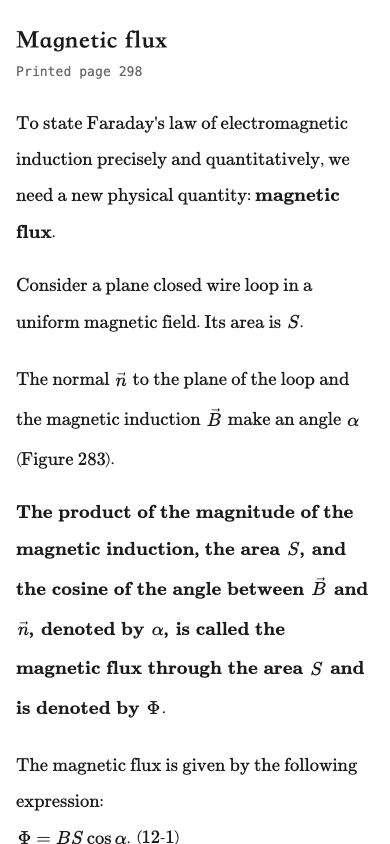 Magnetic flux
Printed page 298
To state Faraday's law of electromagnetic
induction precisely and quantitatively, we
need a new physical quantity: magnetic
flux.
Consider a plane closed wire loop in a
uniform magnetic field. Its area is S.
The normal n⃗ to the plane of the loop and
the magnetic induction B⃗ make an angle α
(Figure 283).
The product of the magnitude of the
magnetic induction, the area S, and
the cosine of the angle between B⃗ and
n⃗, denoted by α, is called the
magnetic flux through the area S and
is denoted by Φ.
The magnetic flux is given by the following
expression:
Φ = BS cos α. (12-1)